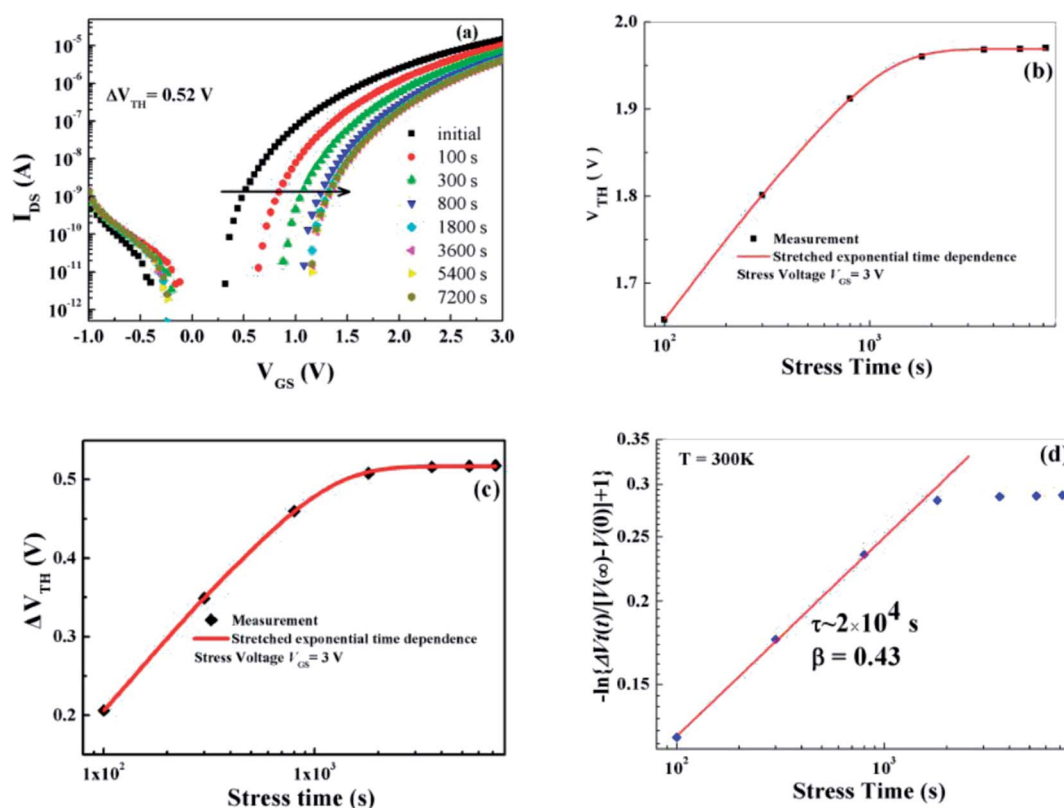 (a)
ΔV_TH = 0.52 V
initial
100 s
300 s
800 s
1800 s
3600 s
5400 s
7200 s
10^-5
10^-6
10^-7
10^-8
10^-9
10^-10
10^-11
10^-12
I_DS (A)
-1.0 -0.5 0.0 0.5 1.0 1.5 2.0 2.5 3.0
V_GS (V)
(b)
2.0
1.9
1.8
1.7
V_TH (V)
Measurement
Stretched exponential time dependence
Stress Voltage V_GS = 3 V
10^2 10^3
Stress Time (s)
(c)
0.5
0.4
0.3
0.2
ΔV_TH (V)
Measurement
Stretched exponential time dependence
Stress Voltage V_GS = 3 V
1x10^2 1x10^3
Stress time (s)
(d)
T = 300K
0.35
0.3
0.25
0.2
0.15
-ln{ΔVt(t)/[V(∞)-V(0)]+1}
τ~2×10^4 s
β = 0.43
10^2 10^3
Stress Time (s)